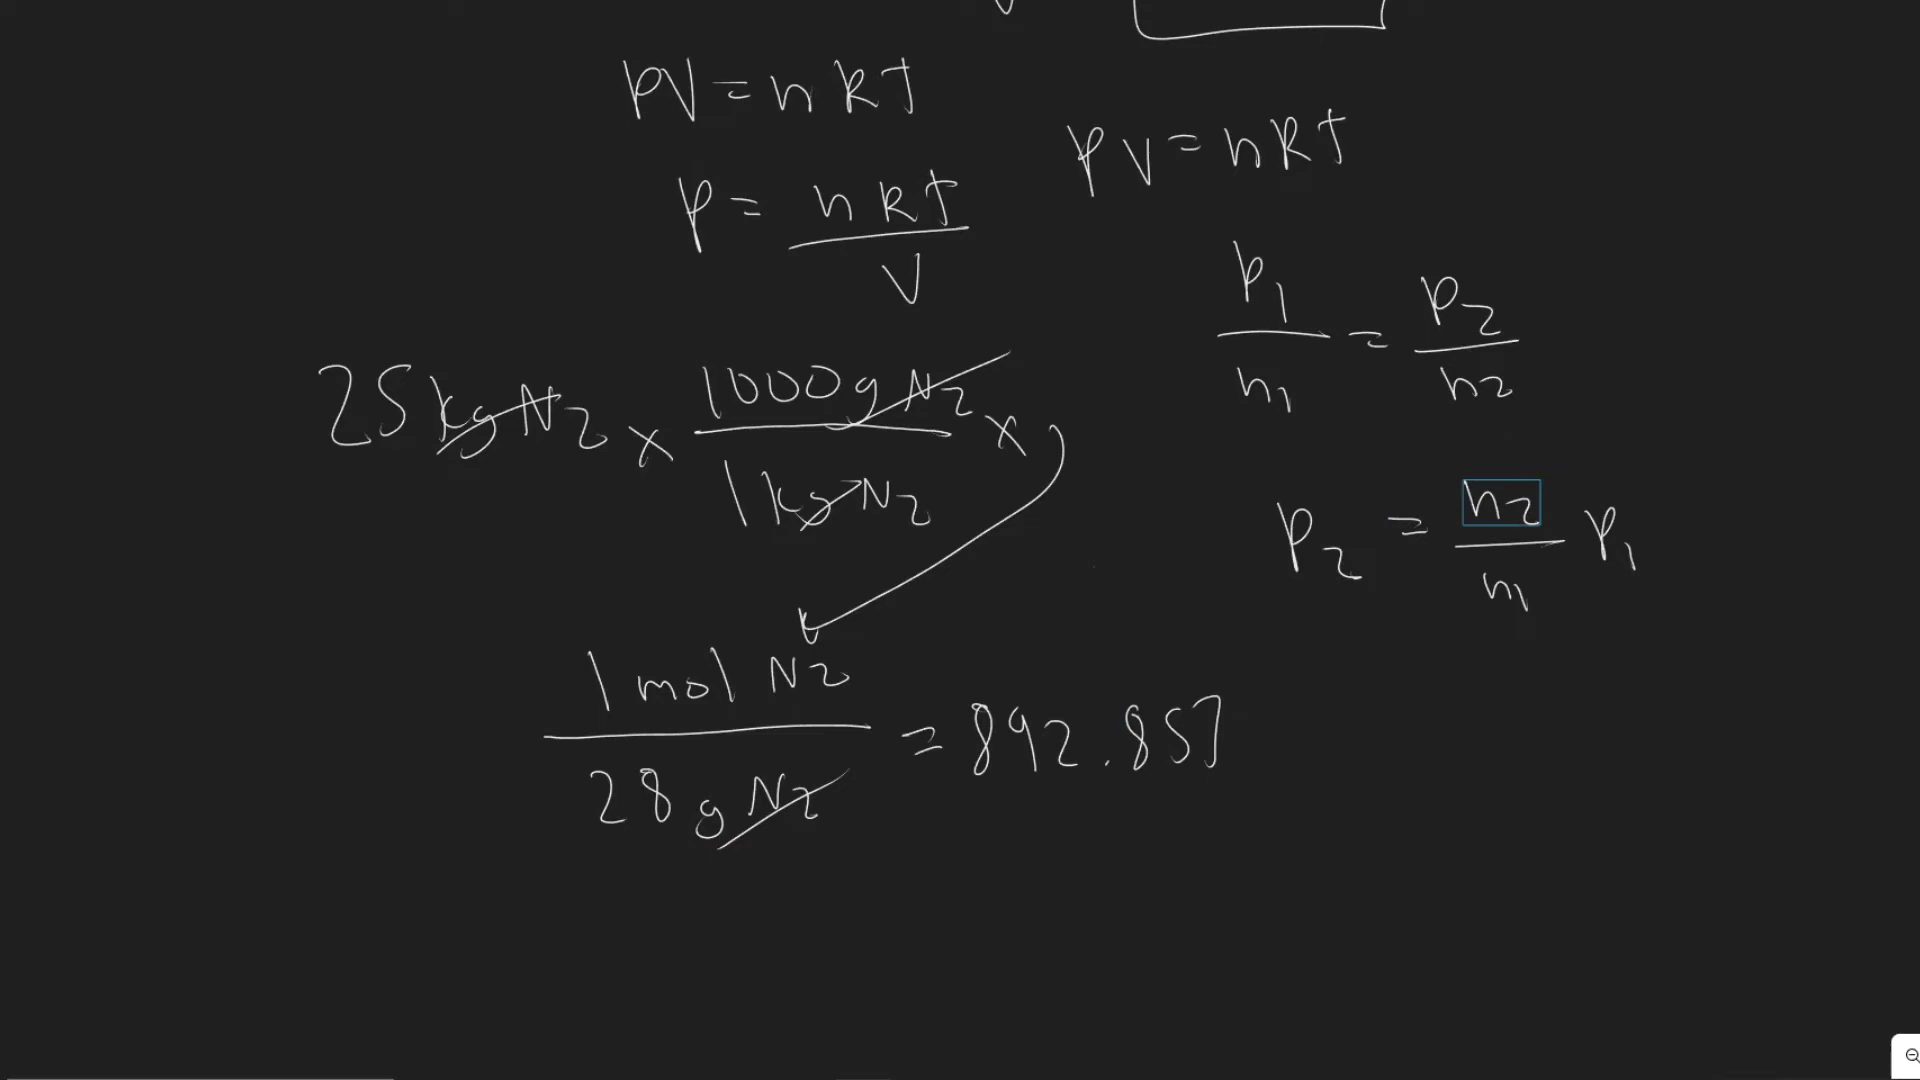 PV = nRT
P = nRT / V
PV = nRT
P1 / n1 = P2 / n2
25 kg N2 x 1000 g N2 / 1 kg N2 x
P2 = n2 / n1 P1
1 mol N2 / 28 g N2 = 892.857